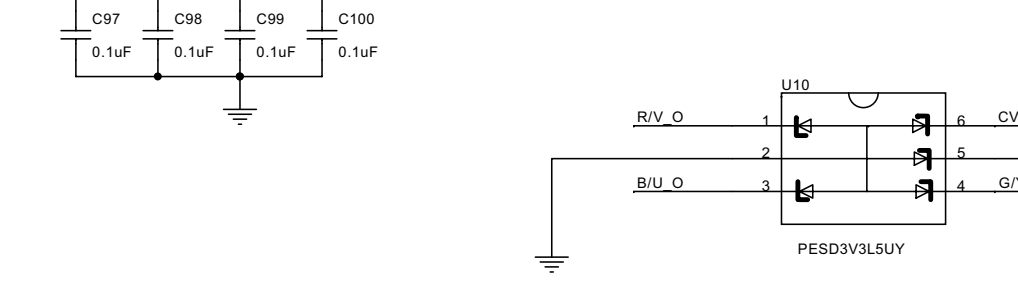 C97 C98 C99 C100
0.1uF 0.1uF 0.1uF 0.1uF
U10
R/V_O 1 6 CV
2 5
B/U_O 3 4 G/
PESD3V3L5UY